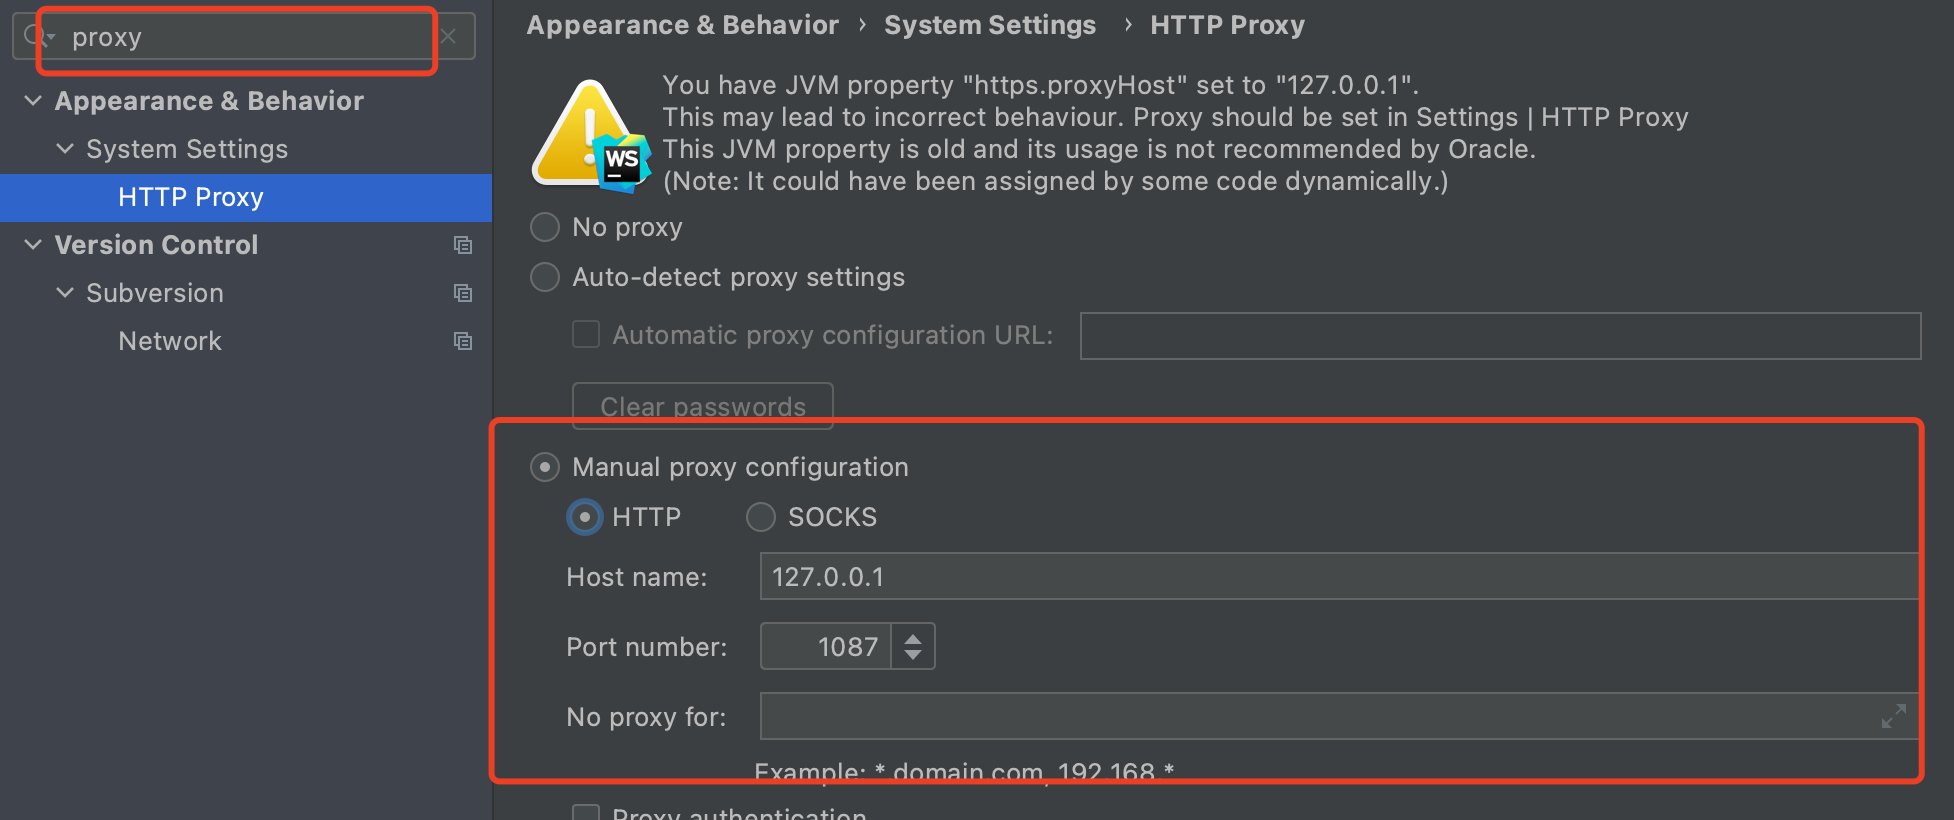 proxy
Appearance & Behavior
System Settings
HTTP Proxy
Version Control
Subversion
Network
Appearance & Behavior › System Settings › HTTP Proxy
You have JVM property "https.proxyHost" set to "127.0.0.1".
This may lead to incorrect behaviour. Proxy should be set in Settings | HTTP Proxy
This JVM property is old and its usage is not recommended by Oracle.
(Note: It could have been assigned by some code dynamically.)
WS
No proxy
Auto-detect proxy settings
Automatic proxy configuration URL:
Clear passwords
Manual proxy configuration
HTTP SOCKS
Host name: 127.0.0.1
Port number: 1087
No proxy for:
Example: *.domain.com, 192.168.*
Proxy authentication